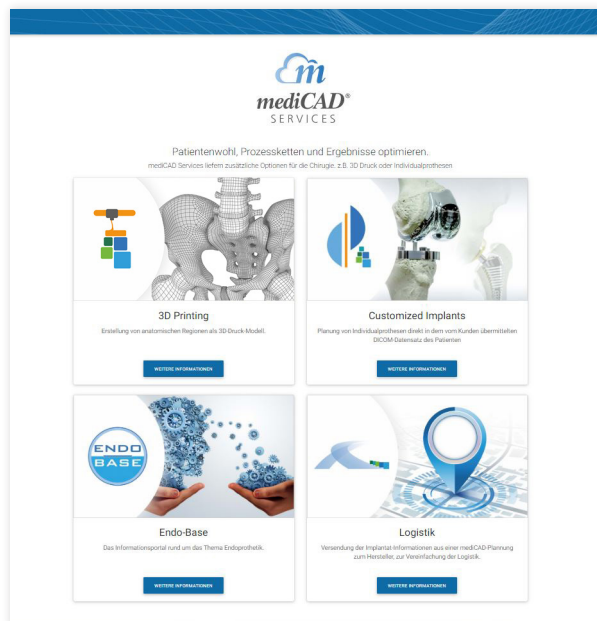 m
mediCAD®
SERVICES
Patientenwohl, Prozessketten und Ergebnisse optimieren.
mediCAD Services liefern zusätzliche Optionen für die Chirugie. z.B. 3D Druck oder Individualprothesen
3D Printing
Customized Implants
Erstellung von anatomischen Regionen als 3D-Druck-Modell.
Planung von Individualprothesen direkt in dem vom Kunden übermittelten
DICOM-Datensatz des Patienten
WEITERE INFORMATIONEN
WEITERE INFORMATIONEN
ENDO
BASE
Endo-Base
Logistik
Das Informationsportal rund um das Thema Endoprothetik.
Versendung der Implantat-Informationen aus einer mediCAD-Plannung
zum Hersteller, zur Vereinfachung der Logistik.
WEITERE INFORMATIONEN
WEITERE INFORMATIONEN